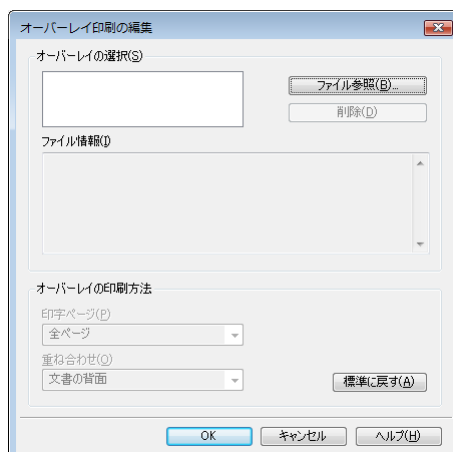 オーバーレイ印刷の編集
オーバーレイの選択(S)
ファイル参照(B)...
削除(D)
ファイル情報(I)
オーバーレイの印刷方法
印字ページ(P)
全ページ
重ね合わせ(O)
文書の背面
標準に戻す(A)
OK キャンセル ヘルプ(H)